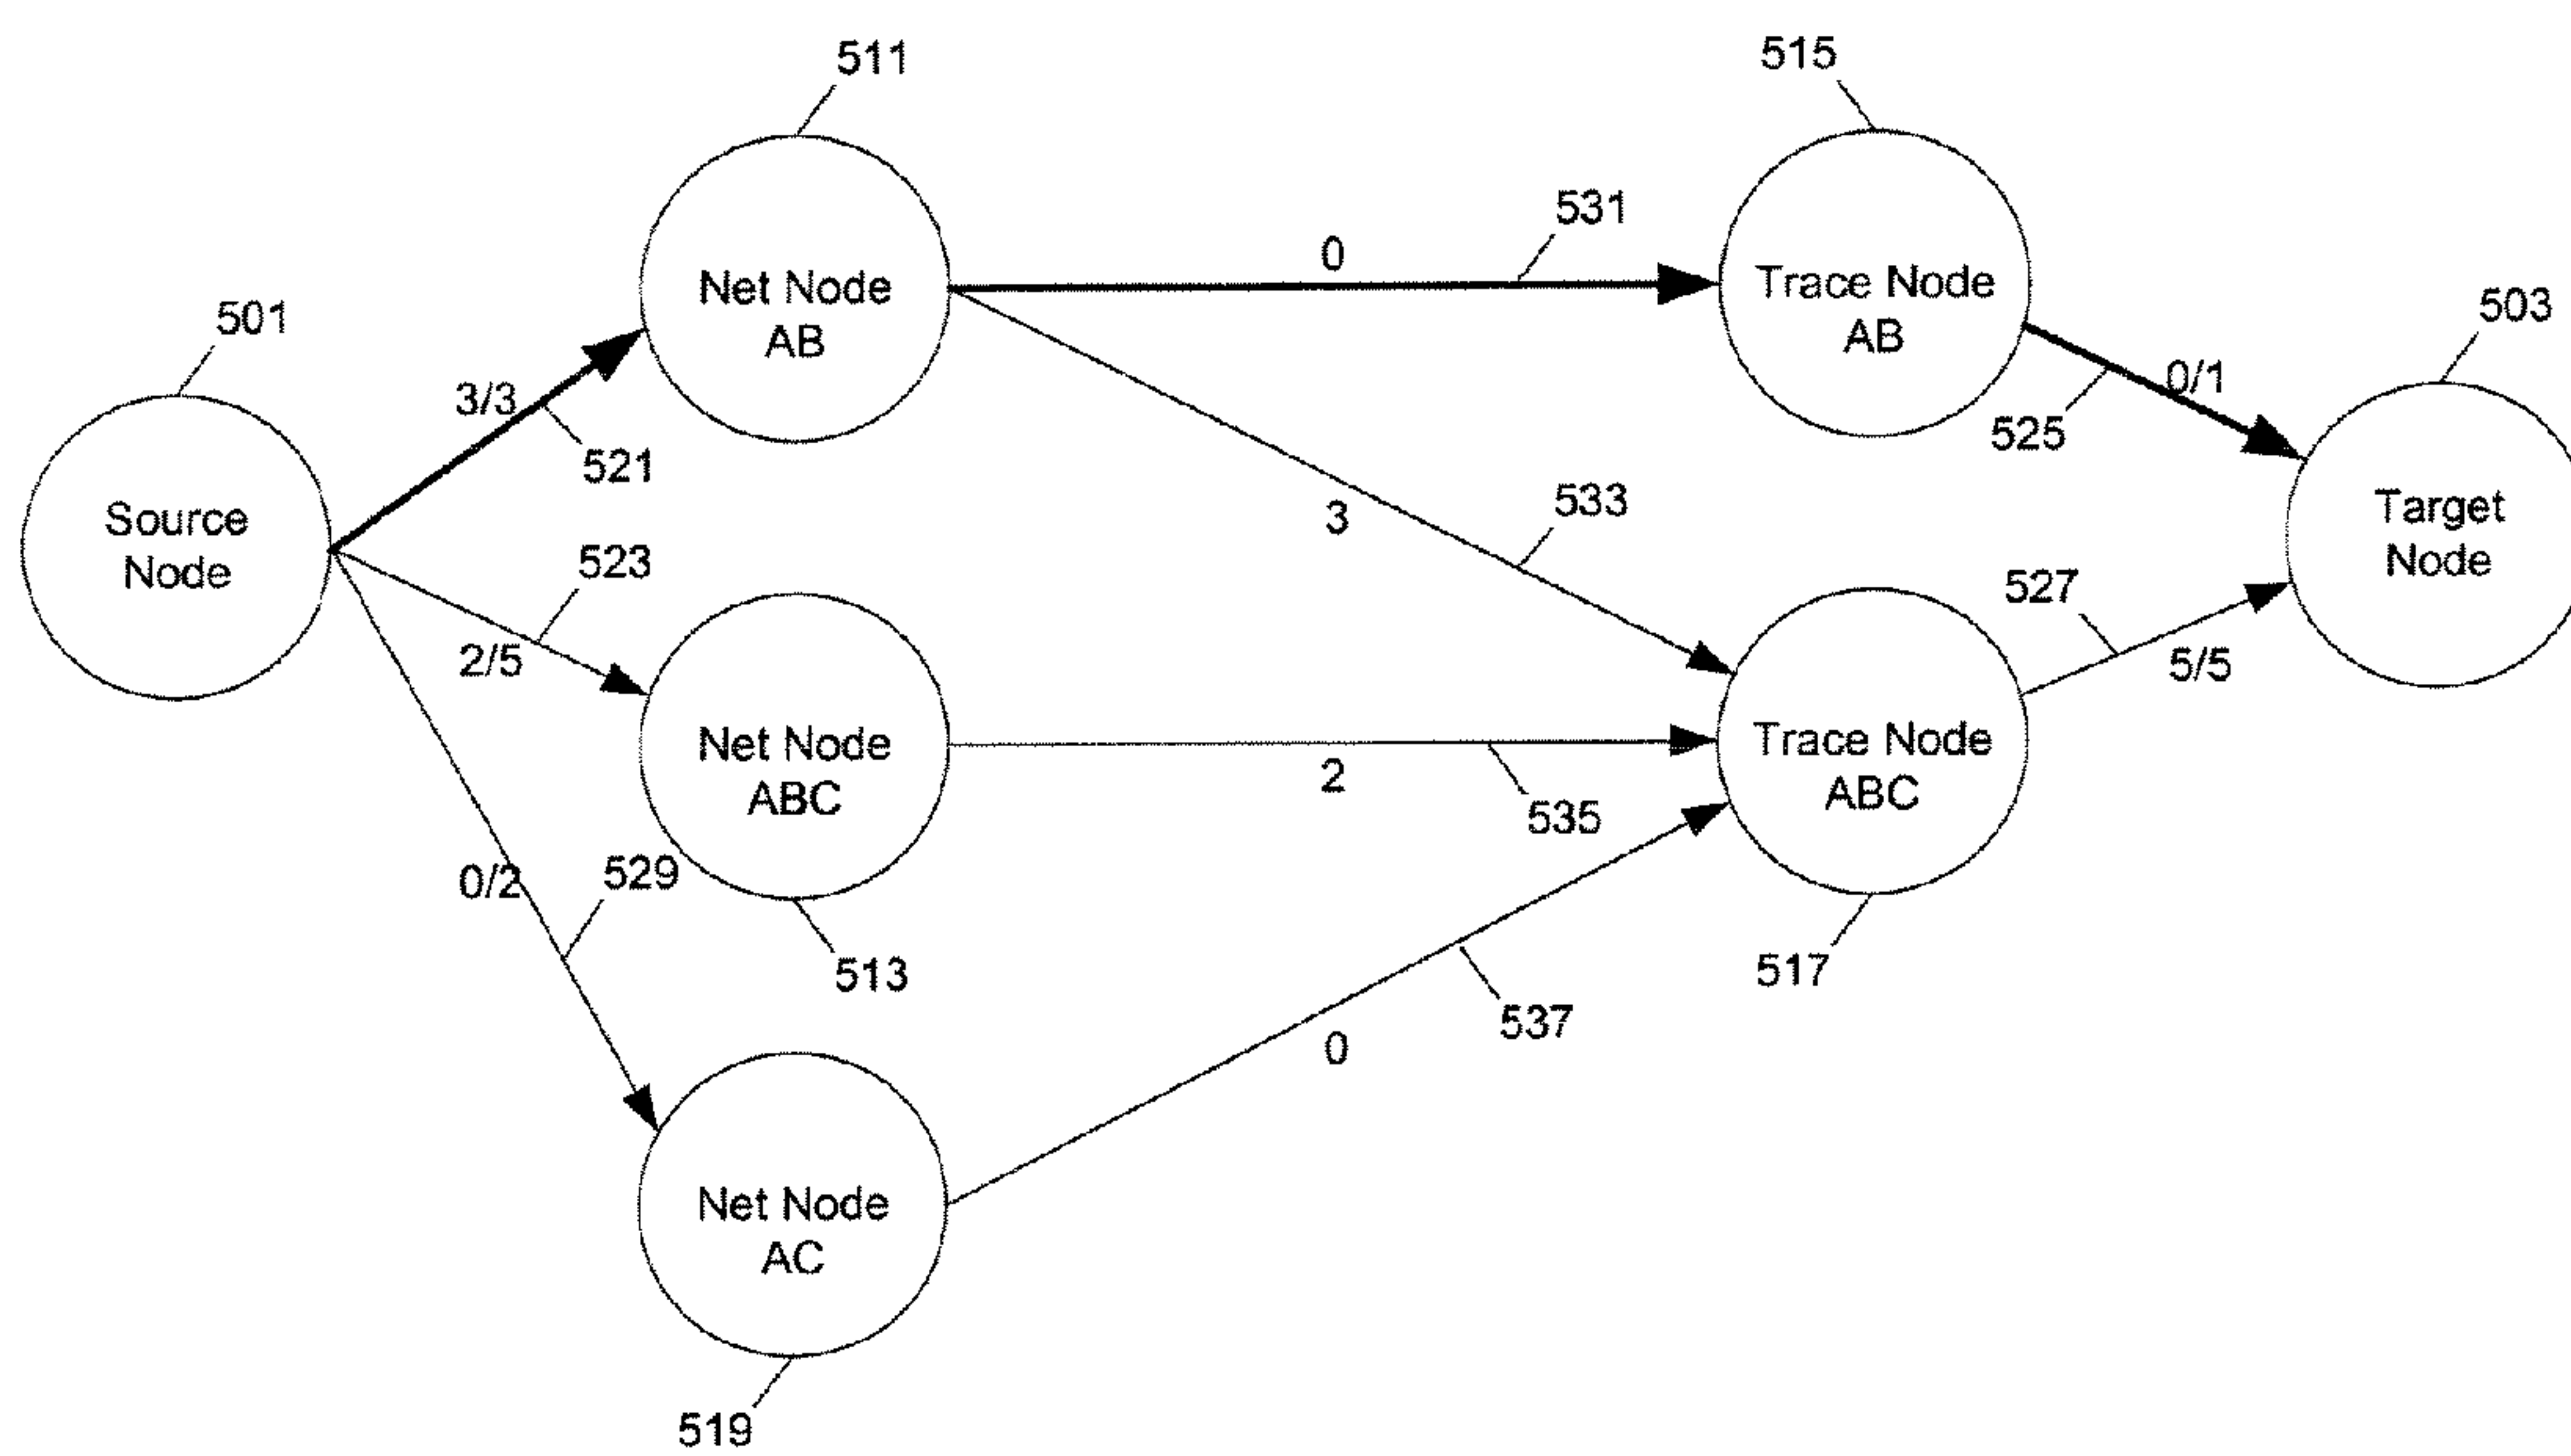 511
515
531
0
Net Node
AB
Trace Node
AB
501
503
3/3
0/1
521
525
Source
Node
Target
Node
533
3
523
527
2/5
5/5
Net Node
ABC
Trace Node
ABC
2
535
0/2
529
513
517
537
0
Net Node
AC
519